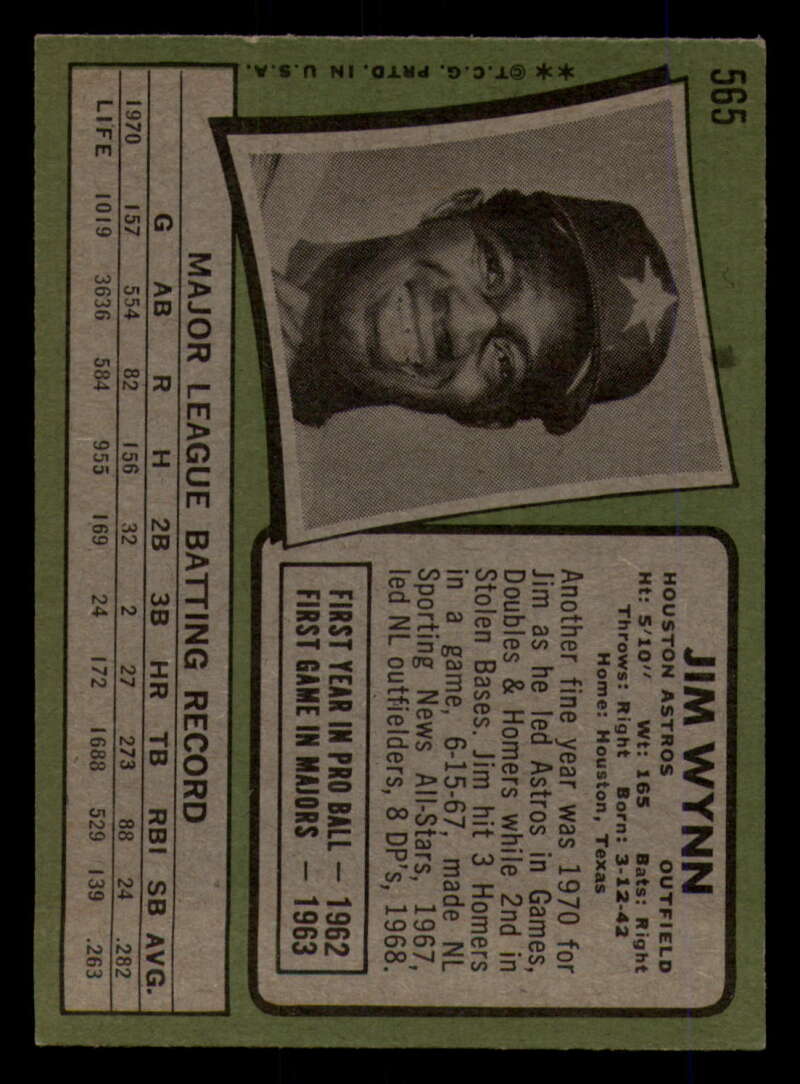 565
**©T.C.G. PRTD. IN U.S.A.
JIM WYNN
HOUSTON ASTROS OUTFIELD
Ht: 5'10" Wt: 165 Bats: Right
Throws: Right Born: 3-12-42
Home: Houston, Texas
Another fine year was 1970 for
Jim as he led Astros in Games,
Doubles & Homers while 2nd in
Stolen Bases. Jim hit 3 Homers
in a game, 6-15-67, made NL
Sporting News All-Stars, 1967,
led NL outfielders, 8 DP's, 1968.
FIRST YEAR IN PRO BALL — 1962
FIRST GAME IN MAJORS — 1963
MAJOR LEAGUE BATTING RECORD
G AB R H 2B 3B HR TB RBI SB AVG.
1970 157 554 82 156 32 2 27 273 88 24 .282
LIFE 1019 3636 584 955 169 24 172 1688 529 139 .263